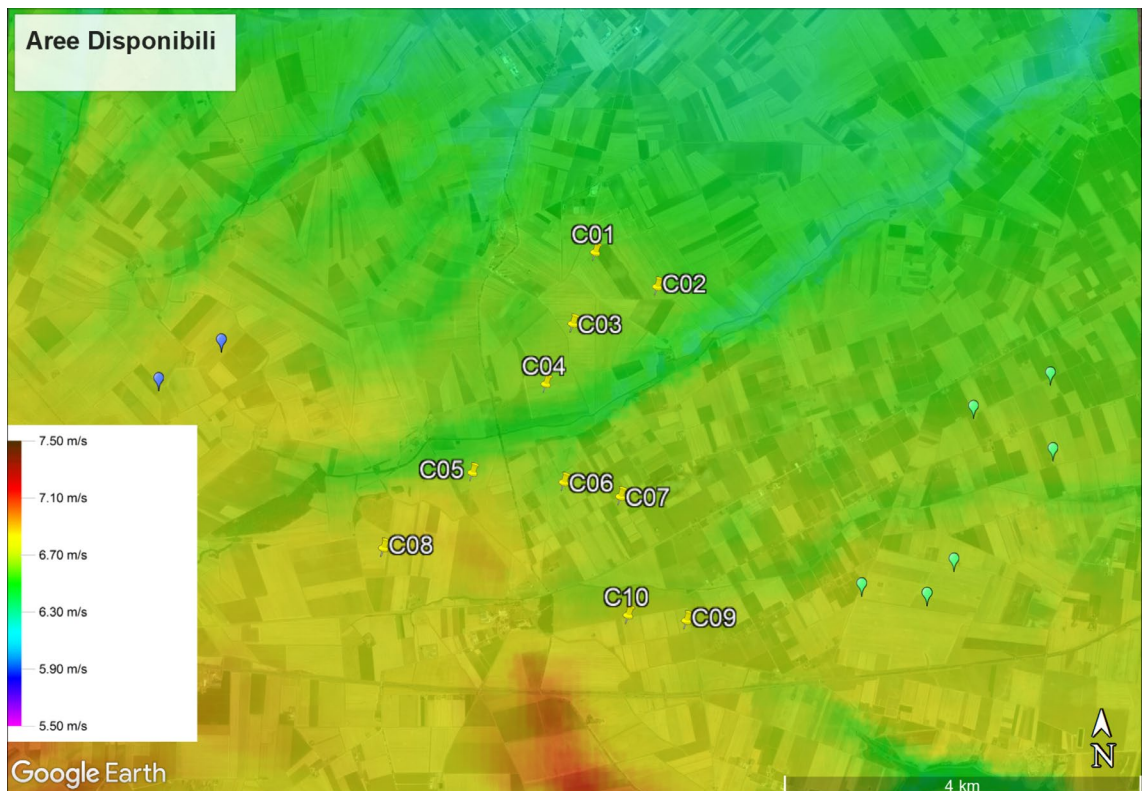 Aree Disponibili
C01
C02
C03
C04
C05
C06
C07
C08
C10
C09
7.50 m/s
7.10 m/s
6.70 m/s
6.30 m/s
5.90 m/s
5.50 m/s
N
Google Earth
4 km